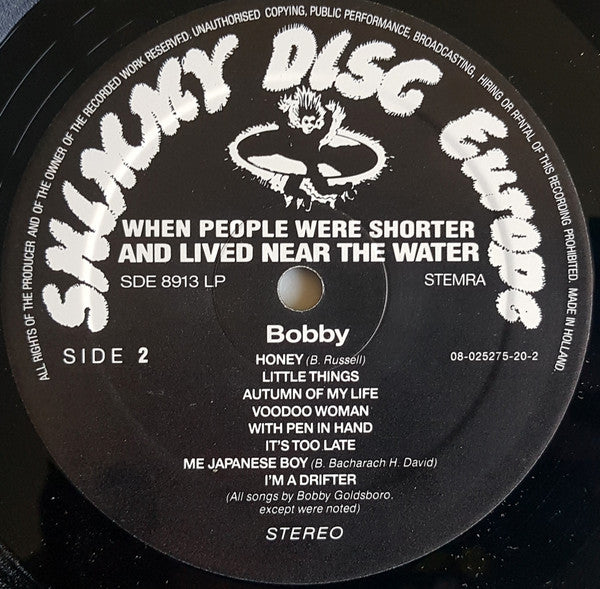 ALL RIGHTS OF THE PRODUCER AND OF THE OWNER OF THE RECORDED WORK RESERVED. UNAUTHORISED COPYING, PUBLIC PERFORMANCE, BROADCASTING, HIRING OR RENTAL OF THIS RECORDING PROHIBITED. MADE IN HOLLAND.
SHIMMY DISC Europe
WHEN PEOPLE WERE SHORTER
AND LIVED NEAR THE WATER
SDE 8913 LP STEMRA
Bobby
SIDE 2 08-025275-20-2
HONEY (B. Russell)
LITTLE THINGS
AUTUMN OF MY LIFE
VOODOO WOMAN
WITH PEN IN HAND
IT'S TOO LATE
ME JAPANESE BOY (B. Bacharach H. David)
I'M A DRIFTER
(All songs by Bobby Goldsboro,
except were noted)
STEREO